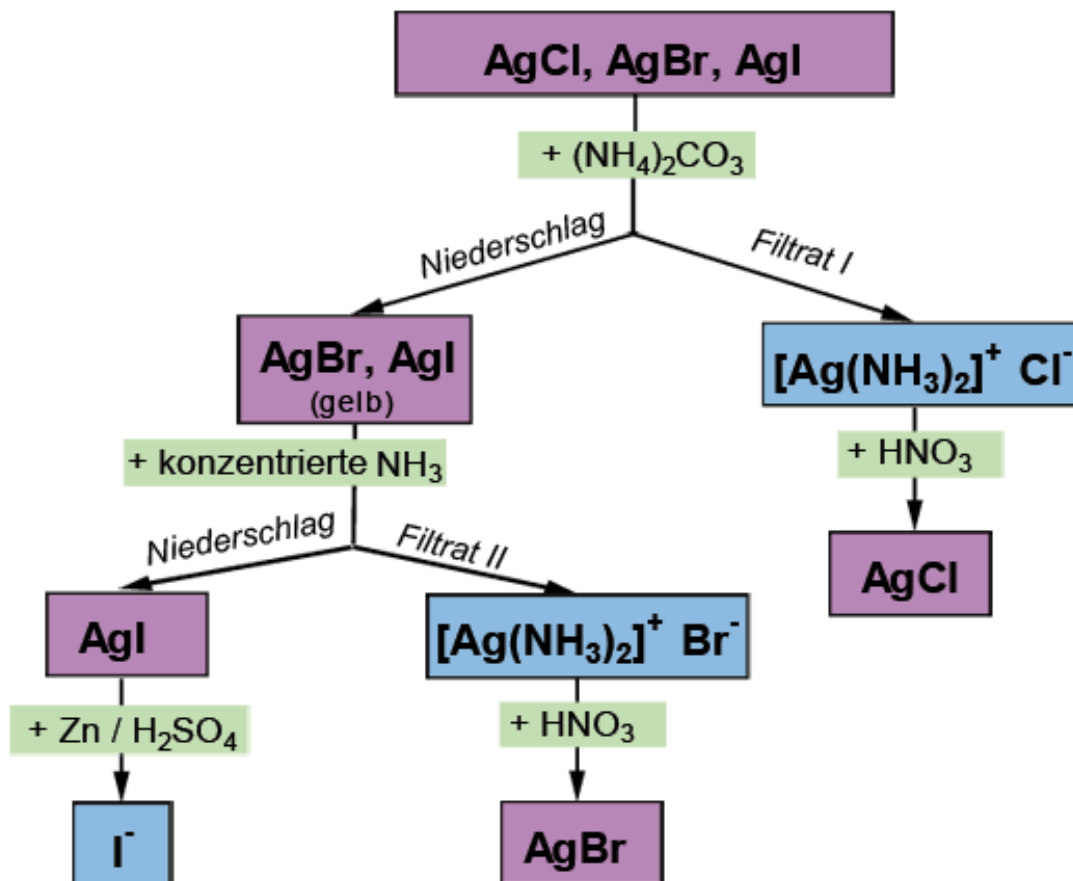 AgCl, AgBr, AgI
+ (NH₄)₂CO₃
Niederschlag
Filtrat I
AgBr, AgI
(gelb)
[Ag(NH₃)₂]⁺ Cl⁻
+ konzentrierte NH₃
+ HNO₃
Niederschlag
Filtrat II
AgCl
AgI
[Ag(NH₃)₂]⁺ Br⁻
+ Zn / H₂SO₄
+ HNO₃
I⁻
AgBr